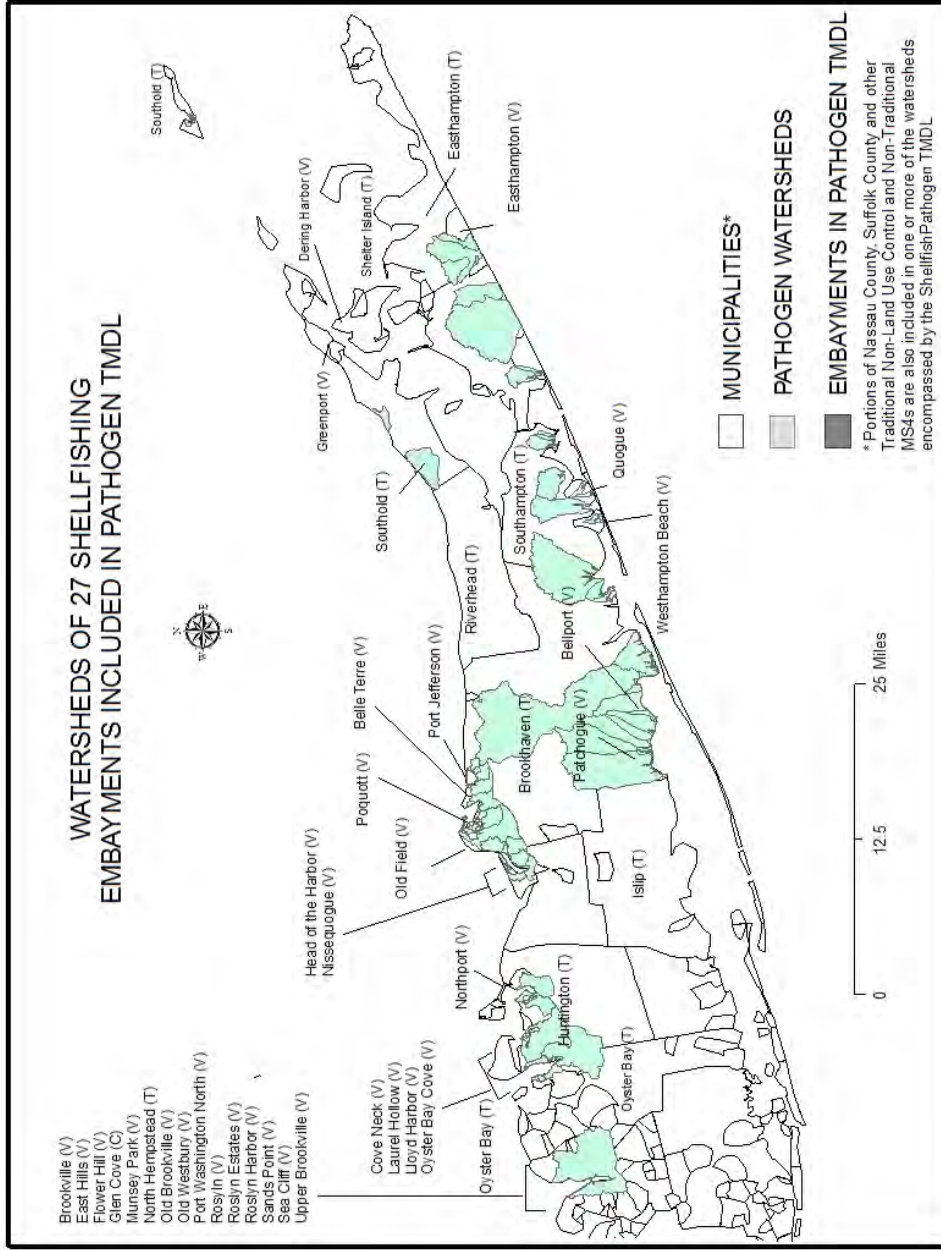 WATERSHEDS OF 27 SHELLFISHING
EMBAYMENTS INCLUDED IN PATHOGEN TMDL
N
W
E
S
Brookville (V)
East Hills (V)
Flower Hill (V)
Glen Cove (C)
Munsey Park (V)
North Hempstead (T)
Old Brookville (V)
Old Westbury (V)
Port Washington North (V)
Rosyln (V)
Roslyn Estates (V)
Roslyn Harbor (V)
Sands Point (V)
Sea Cliff (V)
Upper Brookville (V)
Cove Neck (V)
Laurel Hollow (V)
Lloyd Harbor (V)
Oyster Bay Cove (V)
Oyster Bay (T)
Northport (V)
Huntington (T)
Oyster Bay (T)
Head of the Harbor (V)
Nissequogue (V)
Old Field (V)
Poquott (V)
Belle Terre (V)
Port Jefferson (V)
Islip (T)
Brookhaven (T)
Patchogue (V)
Bellport (V)
Riverhead (T)
Southold (T)
Greenport (V)
Dering Harbor (V)
Shelter Island (T)
Southold (T)
Easthampton (T)
Easthampton (V)
Southampton (T)
Quogue (V)
Westhampton Beach (V)
0
12.5
25 Miles
MUNICIPALITIES*
PATHOGEN WATERSHEDS
EMBAYMENTS IN PATHOGEN TMDL
* Portions of Nassau County, Suffolk County and other
Traditional Non-Land Use Control and Non-Traditional
MS4s are also included in one or more of the watersheds
encompassed by the ShellfishPathogen TMDL